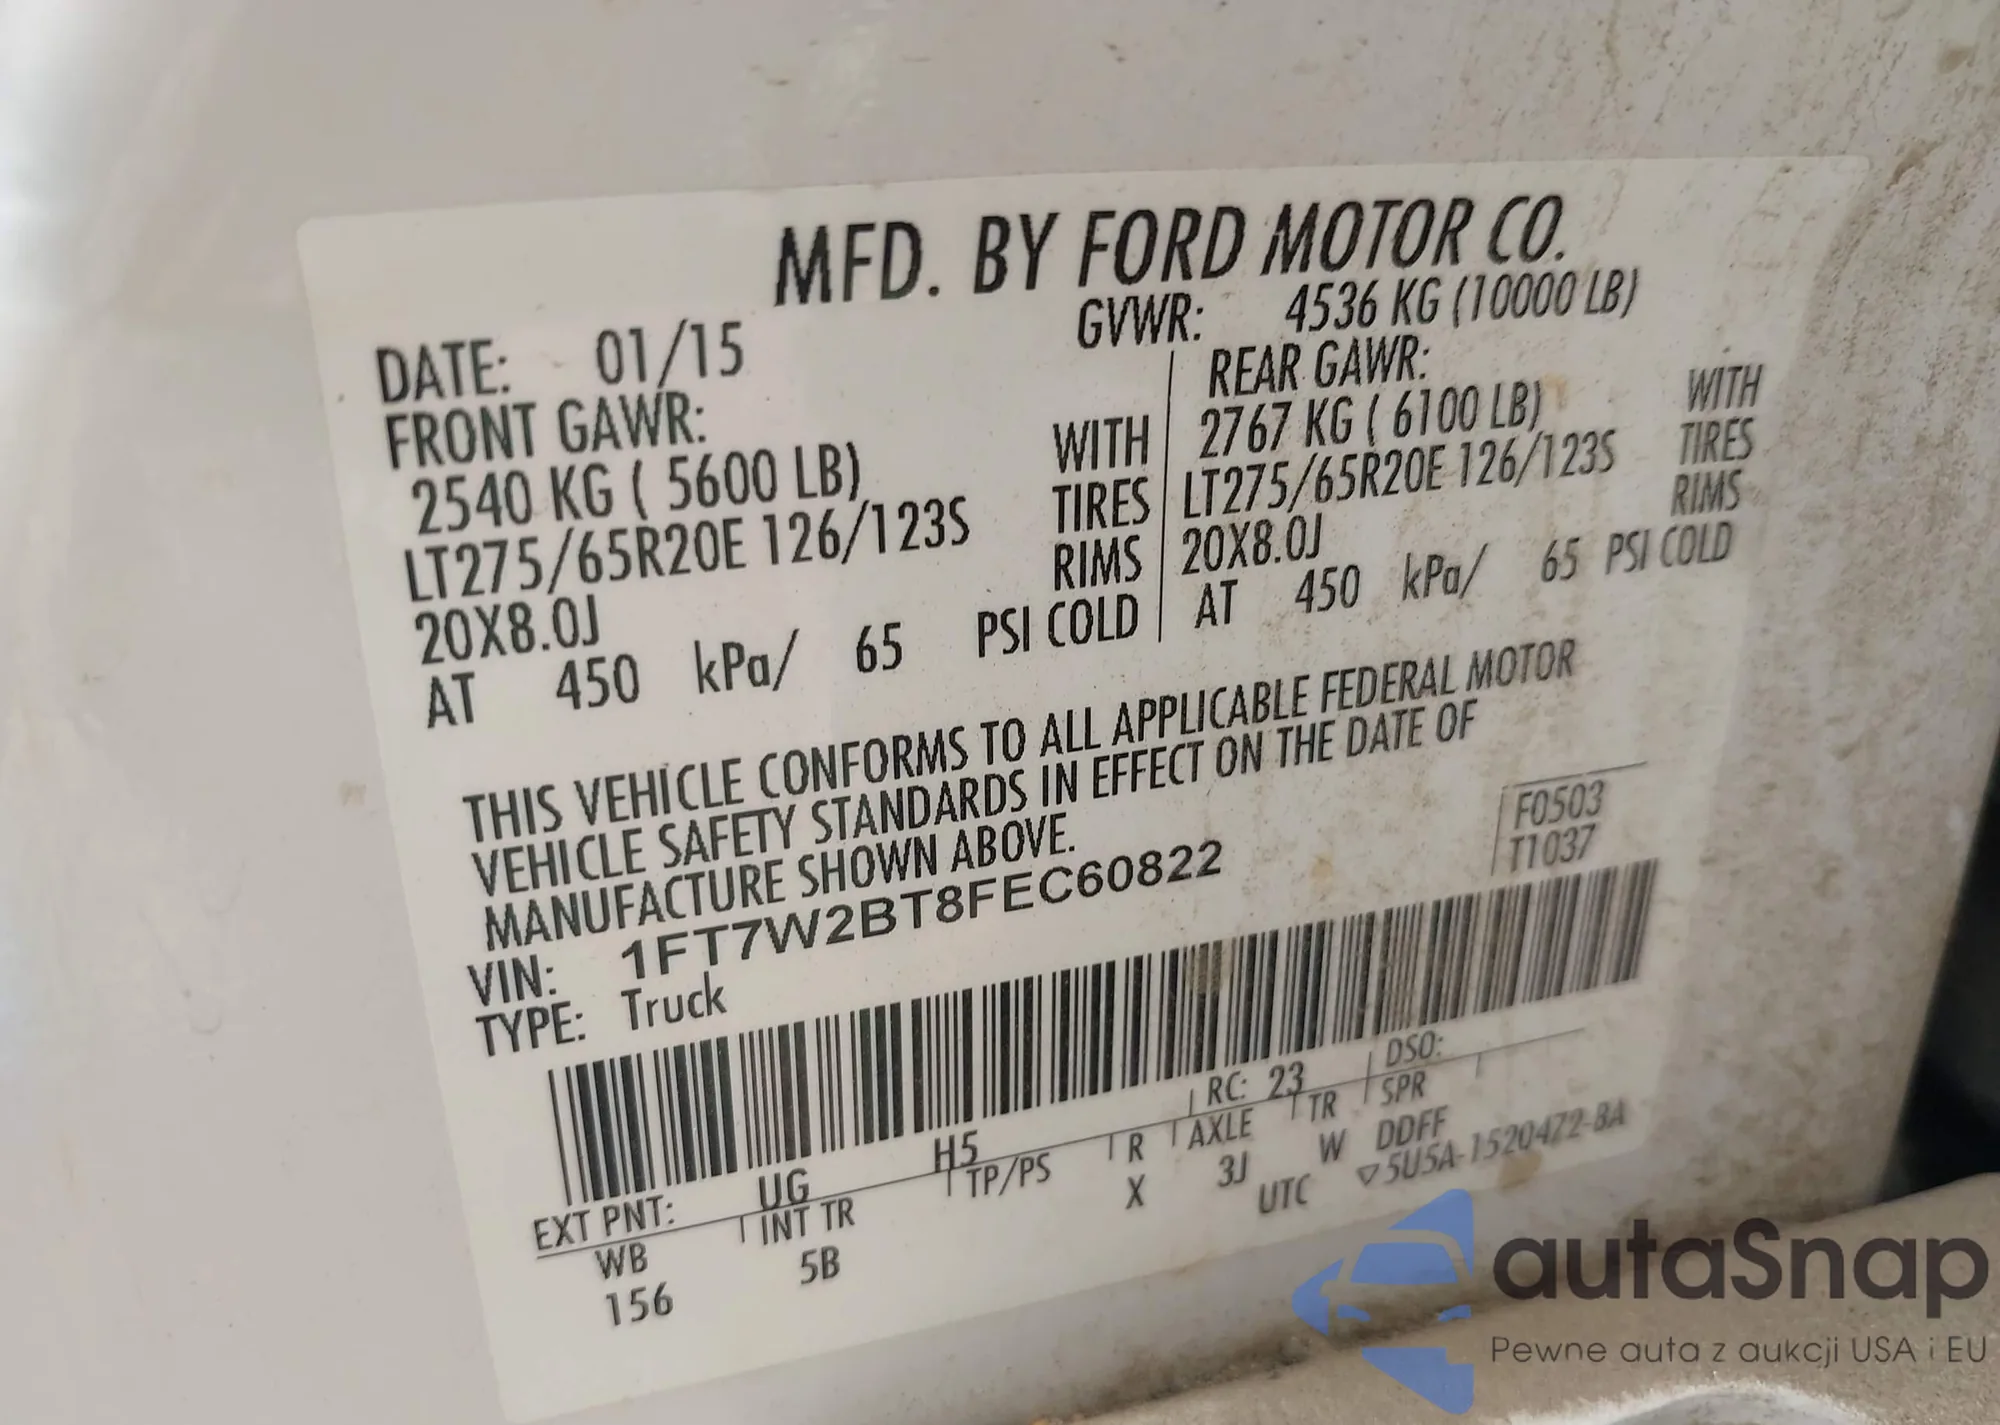 MFD. BY FORD MOTOR CO.
DATE: 01/15 GVWR: 4536 KG (10000 LB)
FRONT GAWR: REAR GAWR:
2540 KG ( 5600 LB) WITH 2767 KG ( 6100 LB) WITH
LT275/65R20E 126/123S TIRES LT275/65R20E 126/123S TIRES
20X8.0J RIMS 20X8.0J RIMS
AT 450 kPa/ 65 PSI COLD AT 450 kPa/ 65 PSI COLD
THIS VEHICLE CONFORMS TO ALL APPLICABLE FEDERAL MOTOR
VEHICLE SAFETY STANDARDS IN EFFECT ON THE DATE OF
MANUFACTURE SHOWN ABOVE.
F0503
T1037
VIN: 1FT7W2BT8FEC60822
TYPE: Truck
EXT PNT: UG H5 RC: 23 DSO:
WB INT TR TP/PS R AXLE TR SPR
156 5B X 3J W DDFF
UTC ▽5U5A-1520472-BA
autaSnap
Pewne auta z aukcji USA i EU